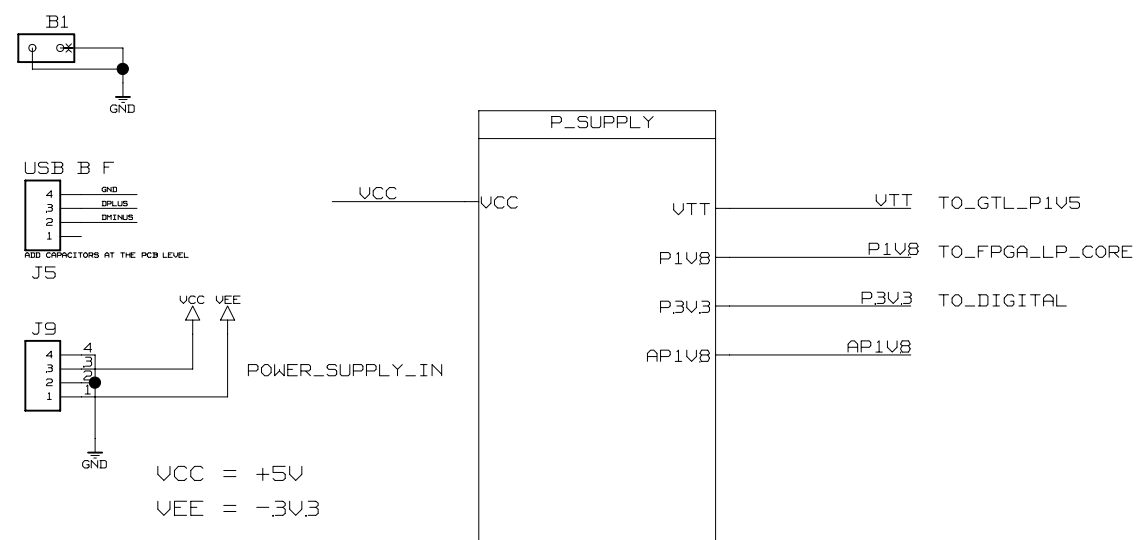 B1
GND
P_SUPPLY
USB B F
4 GND
3 DPLUS
2 DMINUS
1
ADD CAPACITORS AT THE PCB LEVEL
J5
VCC VCC
VTT VTT TO_GTL_P1V5
P1V8 P1V8 TO_FPGA_LP_CORE
P3V3 P3V3 TO_DIGITAL
AP1V8 AP1V8
VCC VEE
J9
4 4
3 3
2 2
1 1
POWER_SUPPLY_IN
GND
VCC = +5V
VEE = -3V3